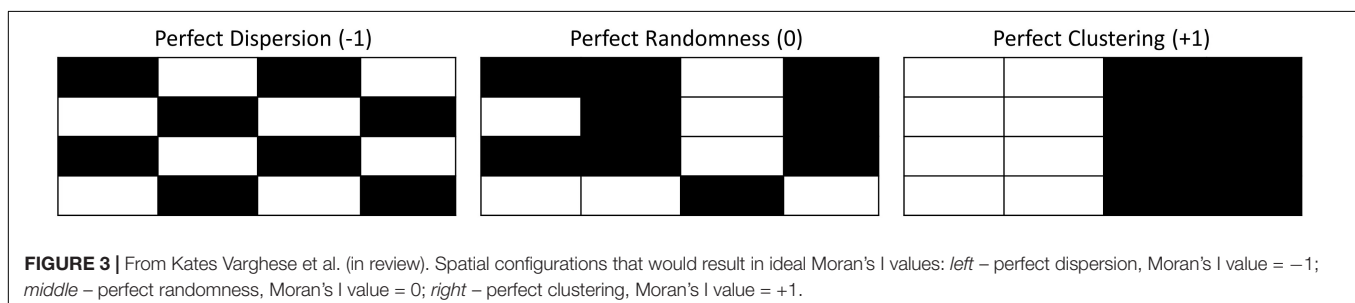 Perfect Dispersion (-1)
Perfect Randomness (0)
Perfect Clustering (+1)
FIGURE 3 | From Kates Varghese et al. (in review). Spatial configurations that would result in ideal Moran’s I values: left – perfect dispersion, Moran’s I value = −1;
middle – perfect randomness, Moran’s I value = 0; right – perfect clustering, Moran’s I value = +1.